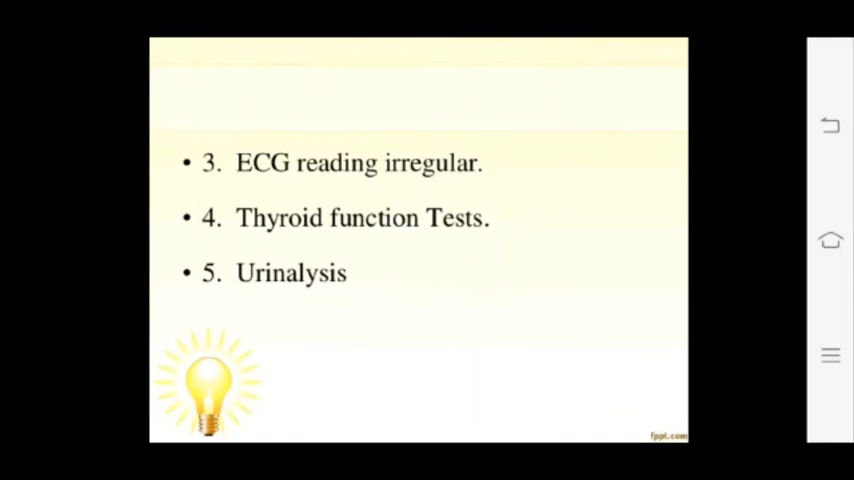 • 3. ECG reading irregular.
• 4. Thyroid function Tests.
• 5. Urinalysis
fppt.com